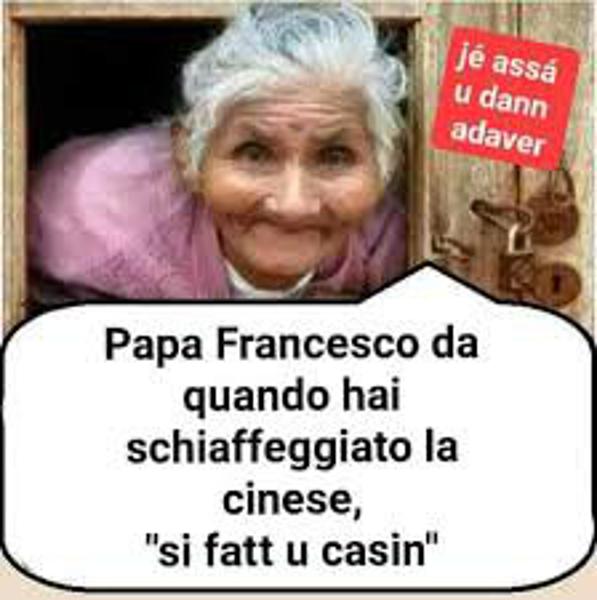 jé assá
u dann
adaver
Papa Francesco da
quando hai
schiaffeggiato la
cinese,
"si fatt u casin"